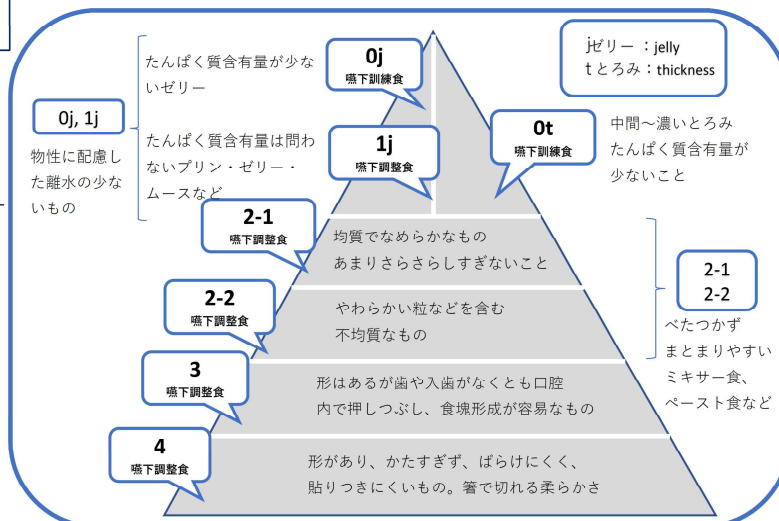 0j
嚥下訓練食
jゼリー：jelly
tとろみ：thickness
たんぱく質含有量が少な
いゼリー
0j, 1j
物性に配慮し
た離水の少な
いもの
たんぱく質含有量は問わ
ないプリン・ゼリー・
ムースなど
1j
嚥下調整食
0t
嚥下訓練食
中間～濃いとろみ
たんぱく質含有量が
少ないこと
2-1
嚥下調整食
均質でなめらかなもの
あまりさらさらしすぎないこと
2-2
嚥下調整食
やわらかい粒などを含む
不均質なもの
2-1
2-2
べたつかず
まとまりやすい
ミキサー食、
ペースト食など
3
嚥下調整食
形はあるが歯や入歯がなくとも口腔
内で押しつぶし、食塊形成が容易なもの
4
嚥下調整食
形があり、かたすぎず、ばらけにくく、
貼りつきにくいもの。箸で切れる柔らかさ